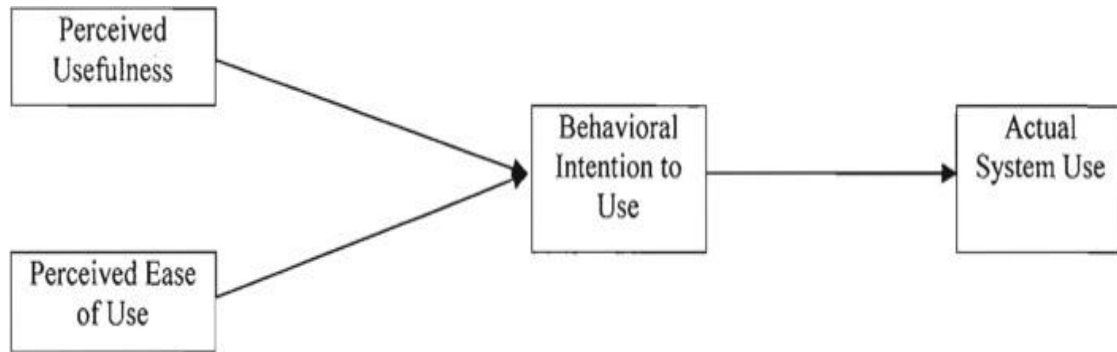 Perceived
Usefulness
Behavioral
Intention to
Use
Actual
System Use
Perceived Ease
of Use